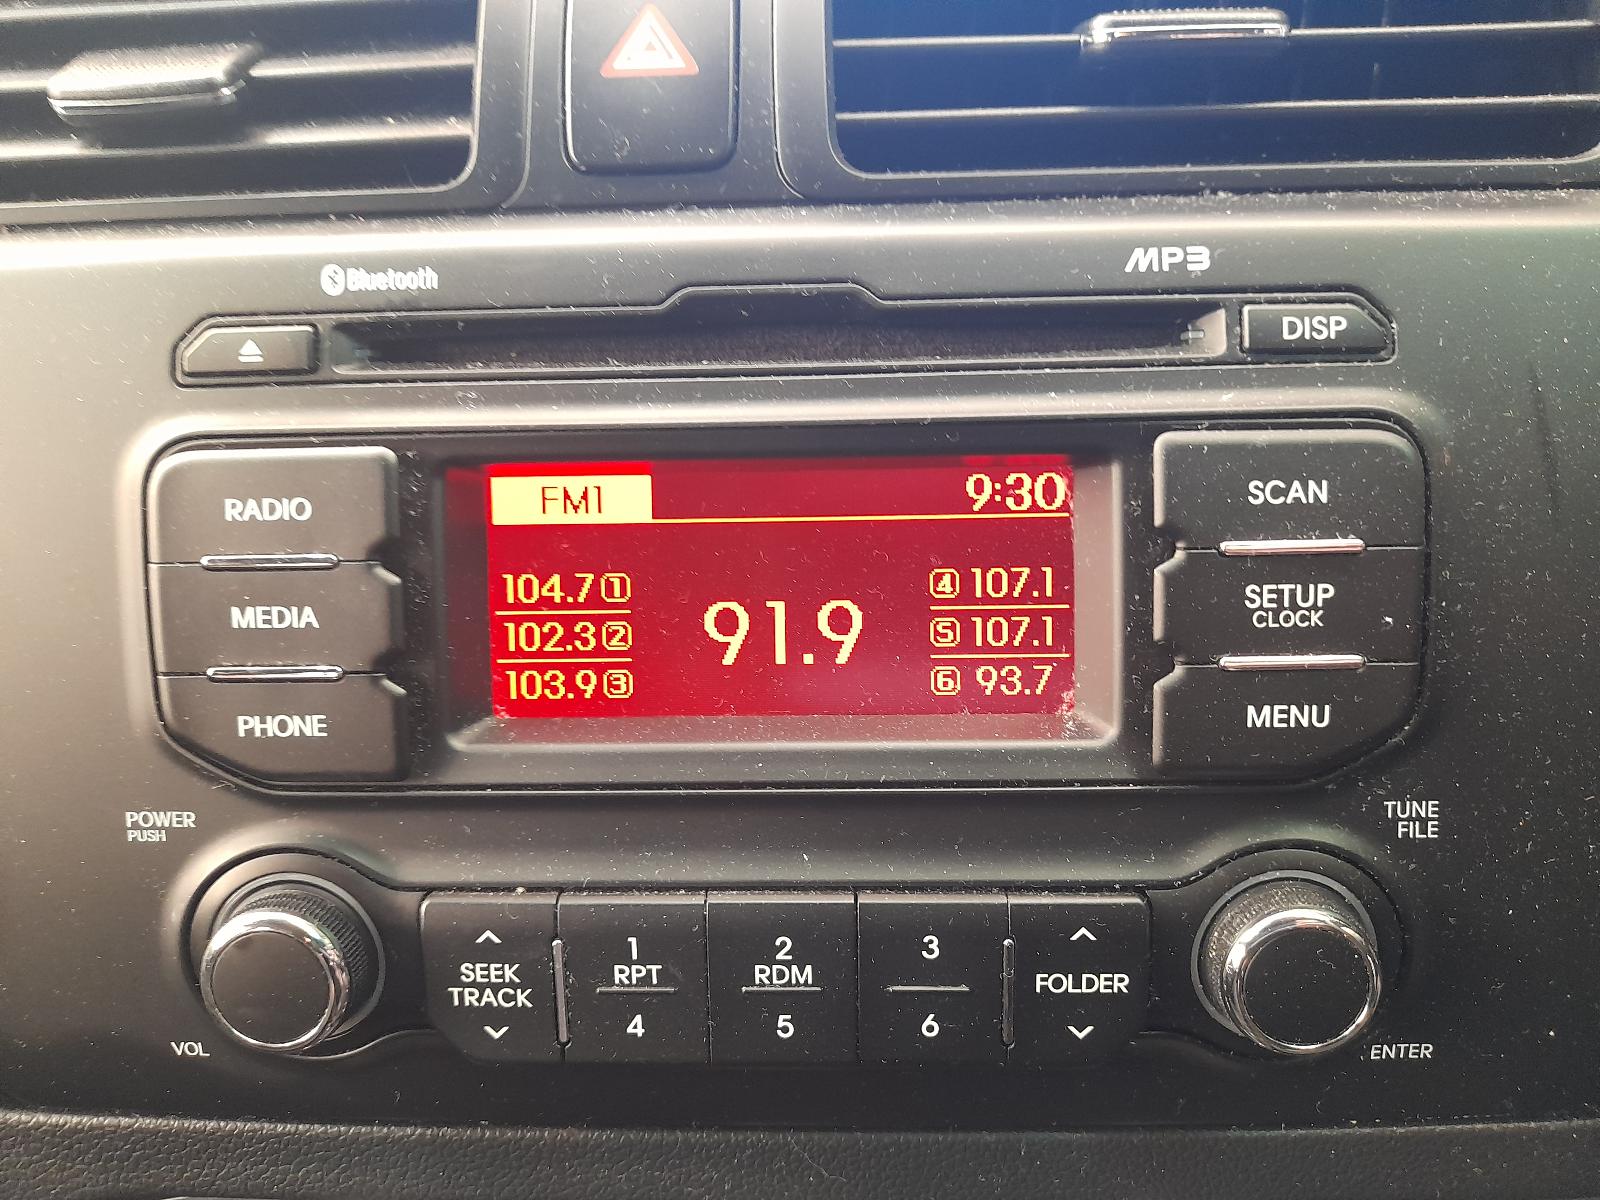 Bluetooth
MP3
DISP
RADIO
MEDIA
PHONE
FM1
9:30
104.7 1
102.3 2
103.9 3
91.9
4 107.1
5 107.1
6 93.7
SCAN
SETUP
CLOCK
MENU
POWER
PUSH
VOL
SEEK
TRACK
1
RPT
4
2
RDM
5
3
6
FOLDER
TUNE
FILE
ENTER